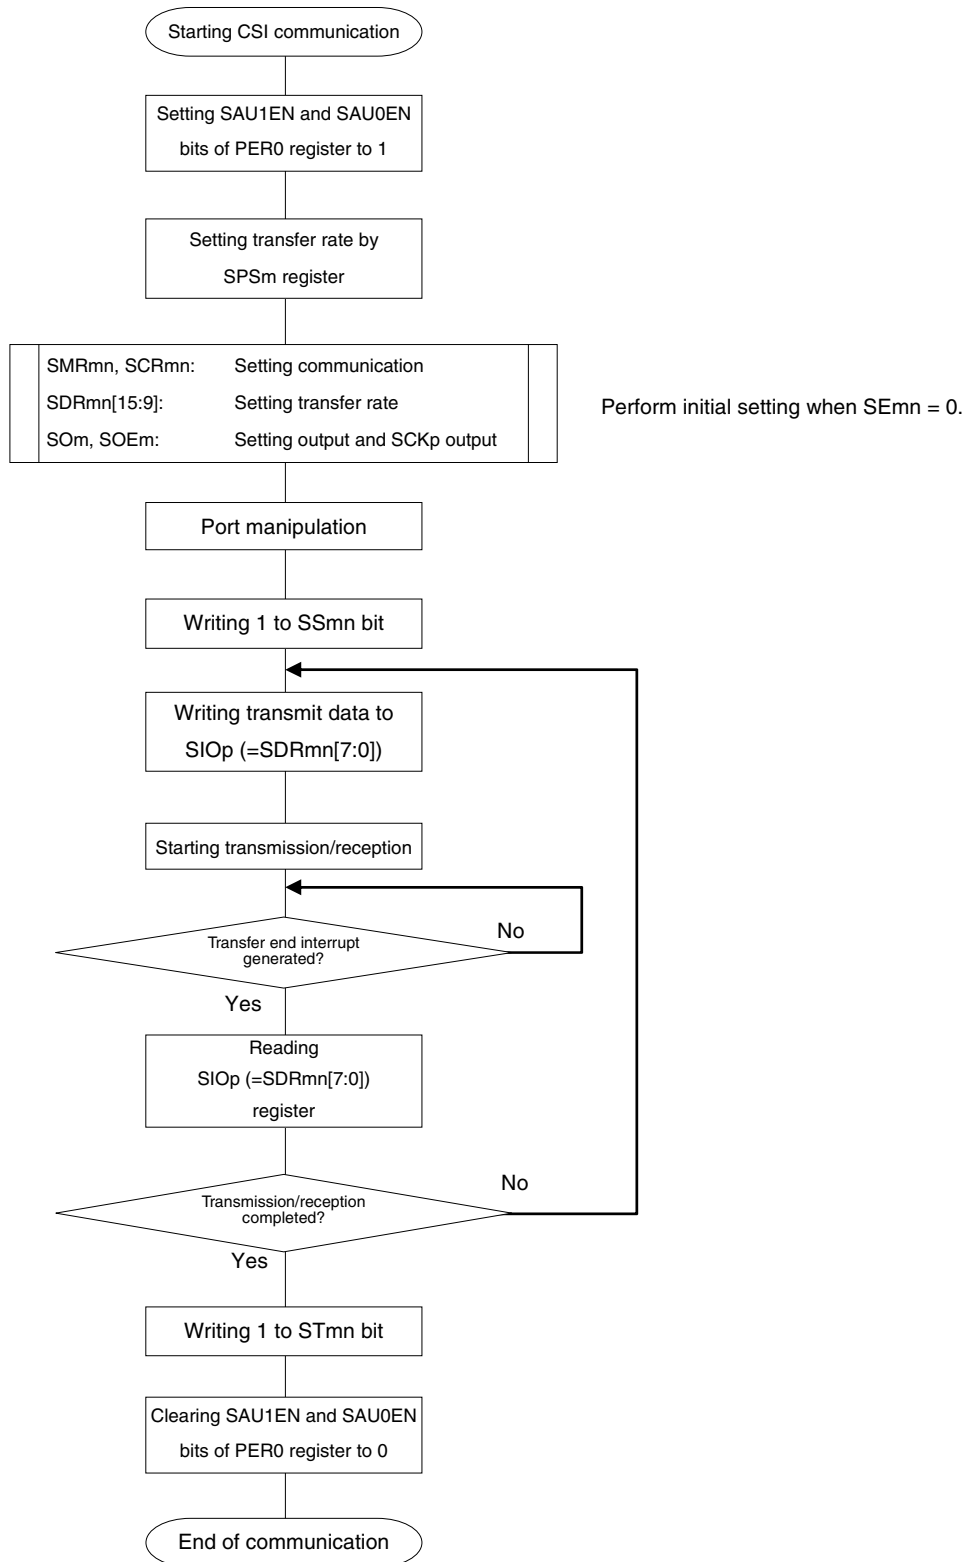 Starting CSI communication
Setting SAU1EN and SAU0EN
bits of PER0 register to 1
Setting transfer rate by
SPSm register
SMRmn, SCRmn: Setting communication
SDRmn[15:9]: Setting transfer rate
SOm, SOEm: Setting output and SCKp output
Perform initial setting when SEmn = 0.
Port manipulation
Writing 1 to SSmn bit
Writing transmit data to
SIOp (=SDRmn[7:0])
Starting transmission/reception
Transfer end interrupt
generated?
No
Yes
Reading
SIOp (=SDRmn[7:0])
register
Transmission/reception
completed?
No
Yes
Writing 1 to STmn bit
Clearing SAU1EN and SAU0EN
bits of PER0 register to 0
End of communication